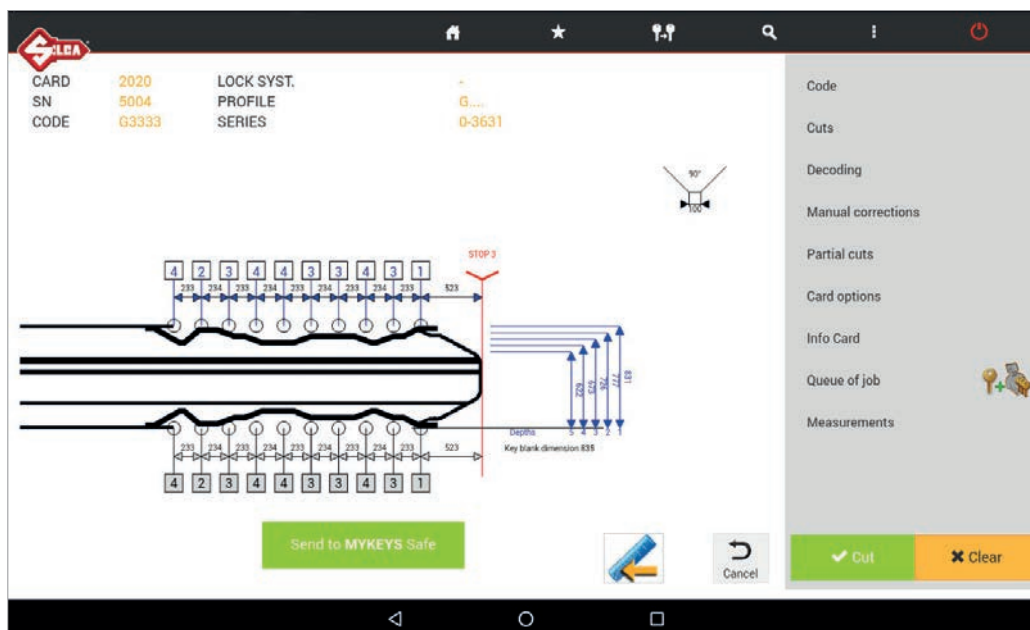 SILCA
CARD 2020 LOCK SYST. -
SN 5004 PROFILE G....
CODE G3333 SERIES 0-3631
Code
Cuts
Decoding
Manual corrections
Partial cuts
Card options
Info Card
Queue of job
Measurements
90°
100
STOP 3
4 2 3 4 4 3 3 4 3 1
233 234 233 234 233 234 233 234 233 523
831
777
726
673
622
Depths 5 4 3 2 1
Key blank dimension 835
233 234 233 234 233 234 233 234 233 523
4 2 3 4 4 3 3 4 3 1
Send to MYKEYS Safe
Cancel
Cut
Clear